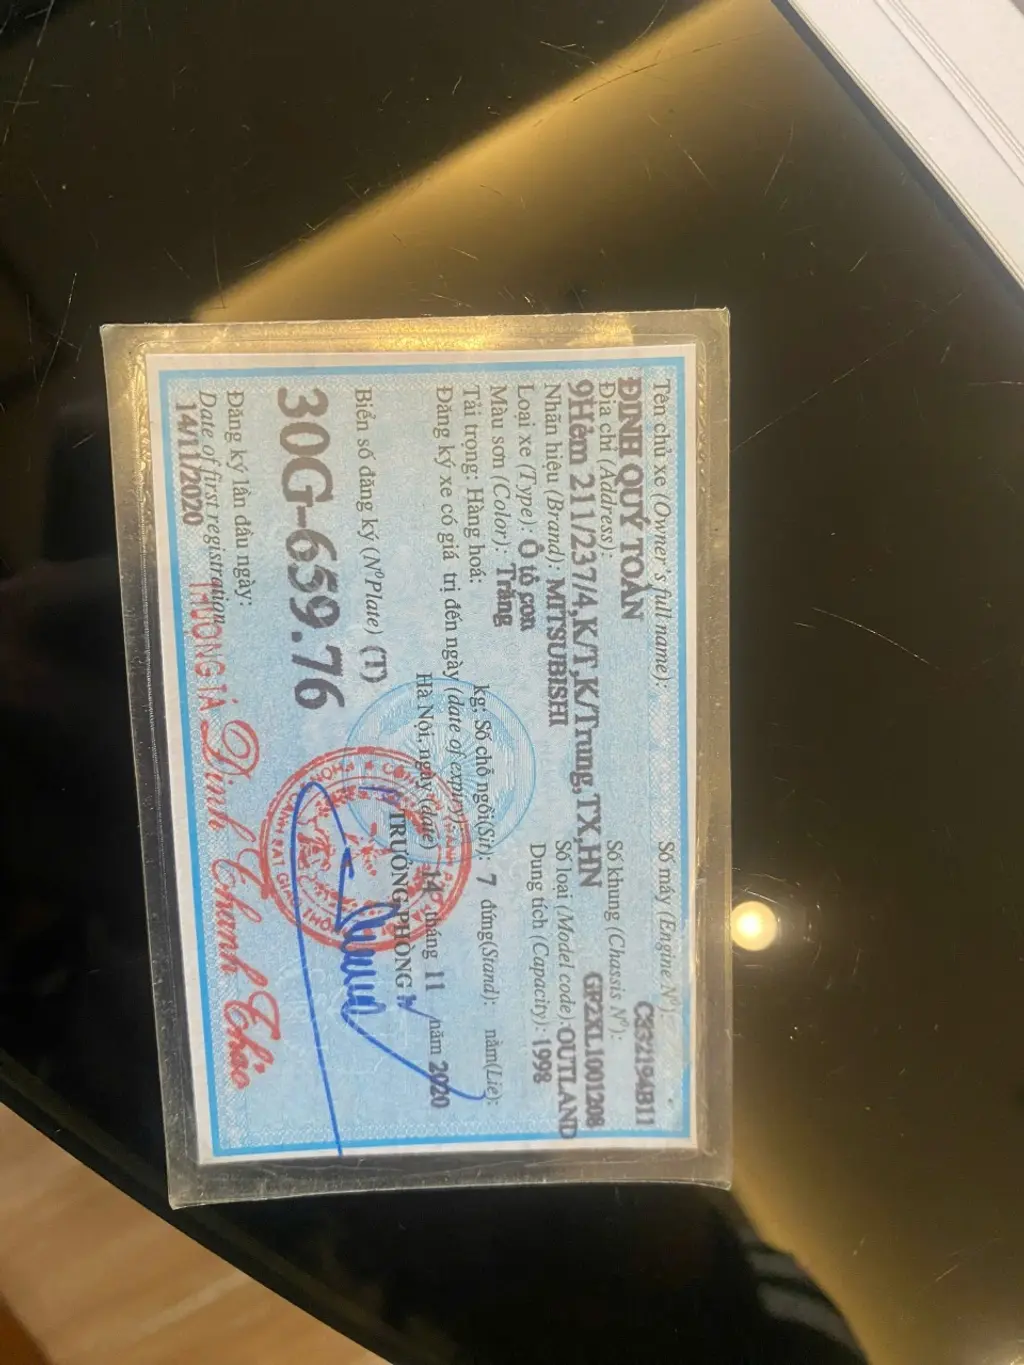 Tên chủ xe (Owner's full name):
ĐINH QUÝ TOÁN
Số máy (Engine Nº):
C8321194B11
Địa chỉ (Address):
9Hẻm 211/237/4,K/T,K/Trung,TX,HN
Số khung (Chassis Nº):
GF2XL1001208
Nhãn hiệu (Brand): MITSUBISHI
Số loại (Model code): OUTLAND
Loại xe (Type): Ô tô con
Dung tích (Capacity): 1998
Màu sơn (Color): Trắng
Tải trọng: Hàng hoá: kg; Số chỗ ngồi(Sit): 7 đứng(Stand): nằm(Lie):
Đăng ký xe có giá trị đến ngày (date of expiry):
Hà Nội, ngày (date) 14 tháng 11 năm 2020
Biển số đăng ký (NºPlate) (T)
TRƯỞNG PHÒNG
30G-659.76
Đăng ký lần đầu ngày:
Date of first registration
14/11/2020
THƯỢNG TÁ Đinh Thanh Thảo